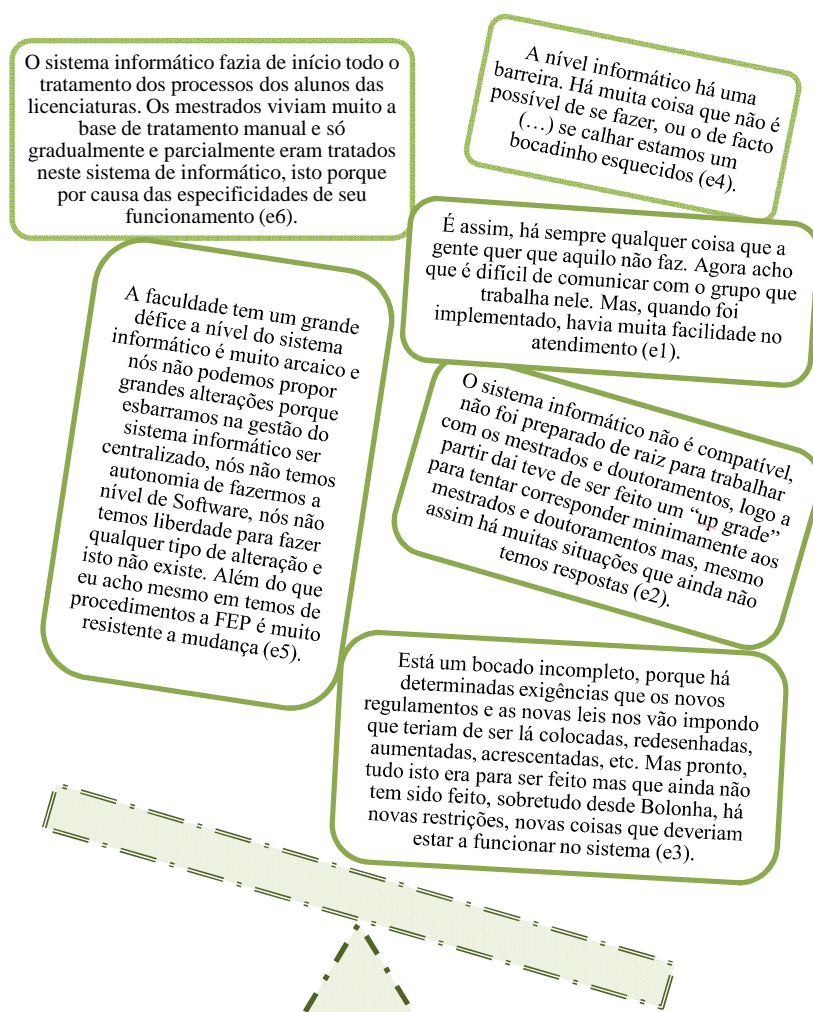 O sistema informático fazia de início todo o
tratamento dos processos dos alunos das
licenciaturas. Os mestrados viviam muito a
base de tratamento manual e só
gradualmente e parcialmente eram tratados
neste sistema de informático, isto porque
por causa das especificidades de seu
funcionamento (e6).
A nível informático há uma
barreira. Há muita coisa que não é
possível de se fazer, ou o de facto
(…) se calhar estamos um
bocadinho esquecidos (e4).
É assim, há sempre qualquer coisa que a
gente quer que aquilo não faz. Agora acho
que é difícil de comunicar com o grupo que
trabalha nele. Mas, quando foi
implementado, havia muita facilidade no
atendimento (e1).
A faculdade tem um grande
défice a nível do sistema
informático é muito arcaico e
nós não podemos propor
grandes alterações porque
esbarramos na gestão do
sistema informático ser
centralizado, nós não temos
autonomia de fazermos a
nível de Software, nós não
temos liberdade para fazer
qualquer tipo de alteração e
isto não existe. Além do que
eu acho mesmo em temos de
procedimentos a FEP é muito
resistente a mudança (e5).
O sistema informático não é compatível,
não foi preparado de raiz para trabalhar
com os mestrados e doutoramentos, logo a
partir dai teve de ser feito um “up grade”
para tentar corresponder minimamente aos
mestrados e doutoramentos mas, mesmo
assim há muitas situações que ainda não
temos respostas (e2).
Está um bocado incompleto, porque há
determinadas exigências que os novos
regulamentos e as novas leis nos vão impondo
que teriam de ser lá colocadas, redesenhadas,
aumentadas, acrescentadas, etc. Mas pronto,
tudo isto era para ser feito mas que ainda não
tem sido feito, sobretudo desde Bolonha, há
novas restrições, novas coisas que deveriam
estar a funcionar no sistema (e3).